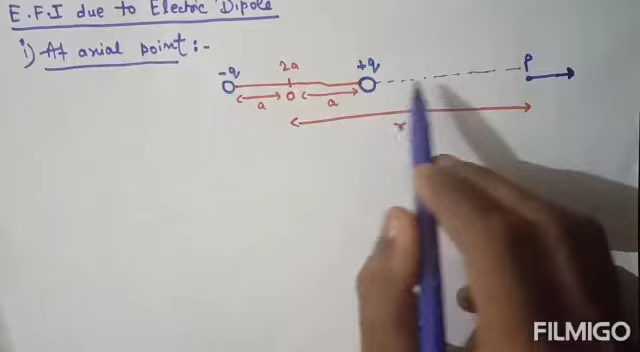 E.F.I due to Electric Dipole
i) At axial point :-
-q 2a +q P
a O a
r
FILMIGO